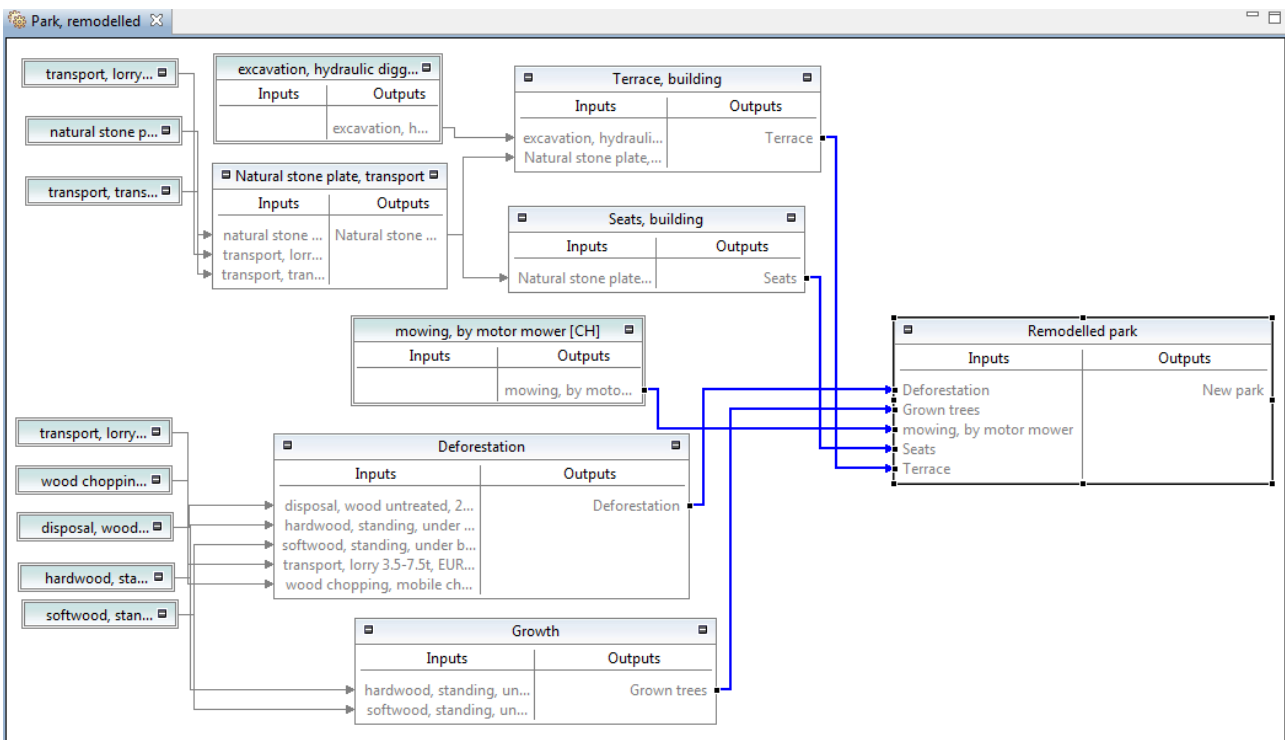 Park, remodelled
transport, lorry...
natural stone p...
transport, trans...
excavation, hydraulic digg...
Inputs Outputs
excavation, h...
Natural stone plate, transport
Inputs Outputs
natural stone ... Natural stone ...
transport, lorr...
transport, tran...
Terrace, building
Inputs Outputs
excavation, hydrauli... Terrace
Natural stone plate,...
Seats, building
Inputs Outputs
Natural stone plate... Seats
mowing, by motor mower [CH]
Inputs Outputs
mowing, by moto...
Remodelled park
Inputs Outputs
Deforestation New park
Grown trees
mowing, by motor mower
Seats
Terrace
transport, lorry...
wood choppin...
disposal, wood...
hardwood, sta...
softwood, stan...
Deforestation
Inputs Outputs
disposal, wood untreated, 2... Deforestation
hardwood, standing, under ...
softwood, standing, under b...
transport, lorry 3.5-7.5t, EUR...
wood chopping, mobile ch...
Growth
Inputs Outputs
hardwood, standing, un... Grown trees
softwood, standing, un...